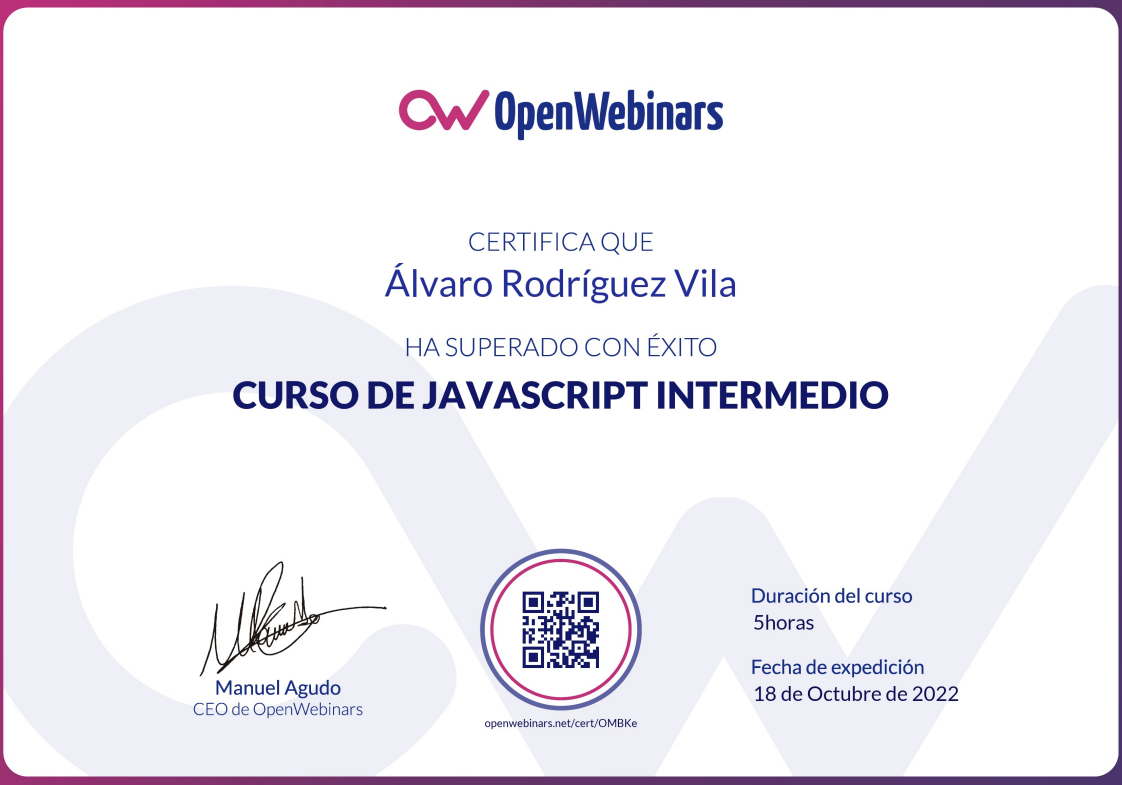 OpenWebinars
CERTIFICA QUE
Álvaro Rodríguez Vila
HA SUPERADO CON ÉXITO
CURSO DE JAVASCRIPT INTERMEDIO
Manuel Agudo
CEO de OpenWebinars
openwebinars.net/cert/OMBKe
Duración del curso
5horas
Fecha de expedición
18 de Octubre de 2022